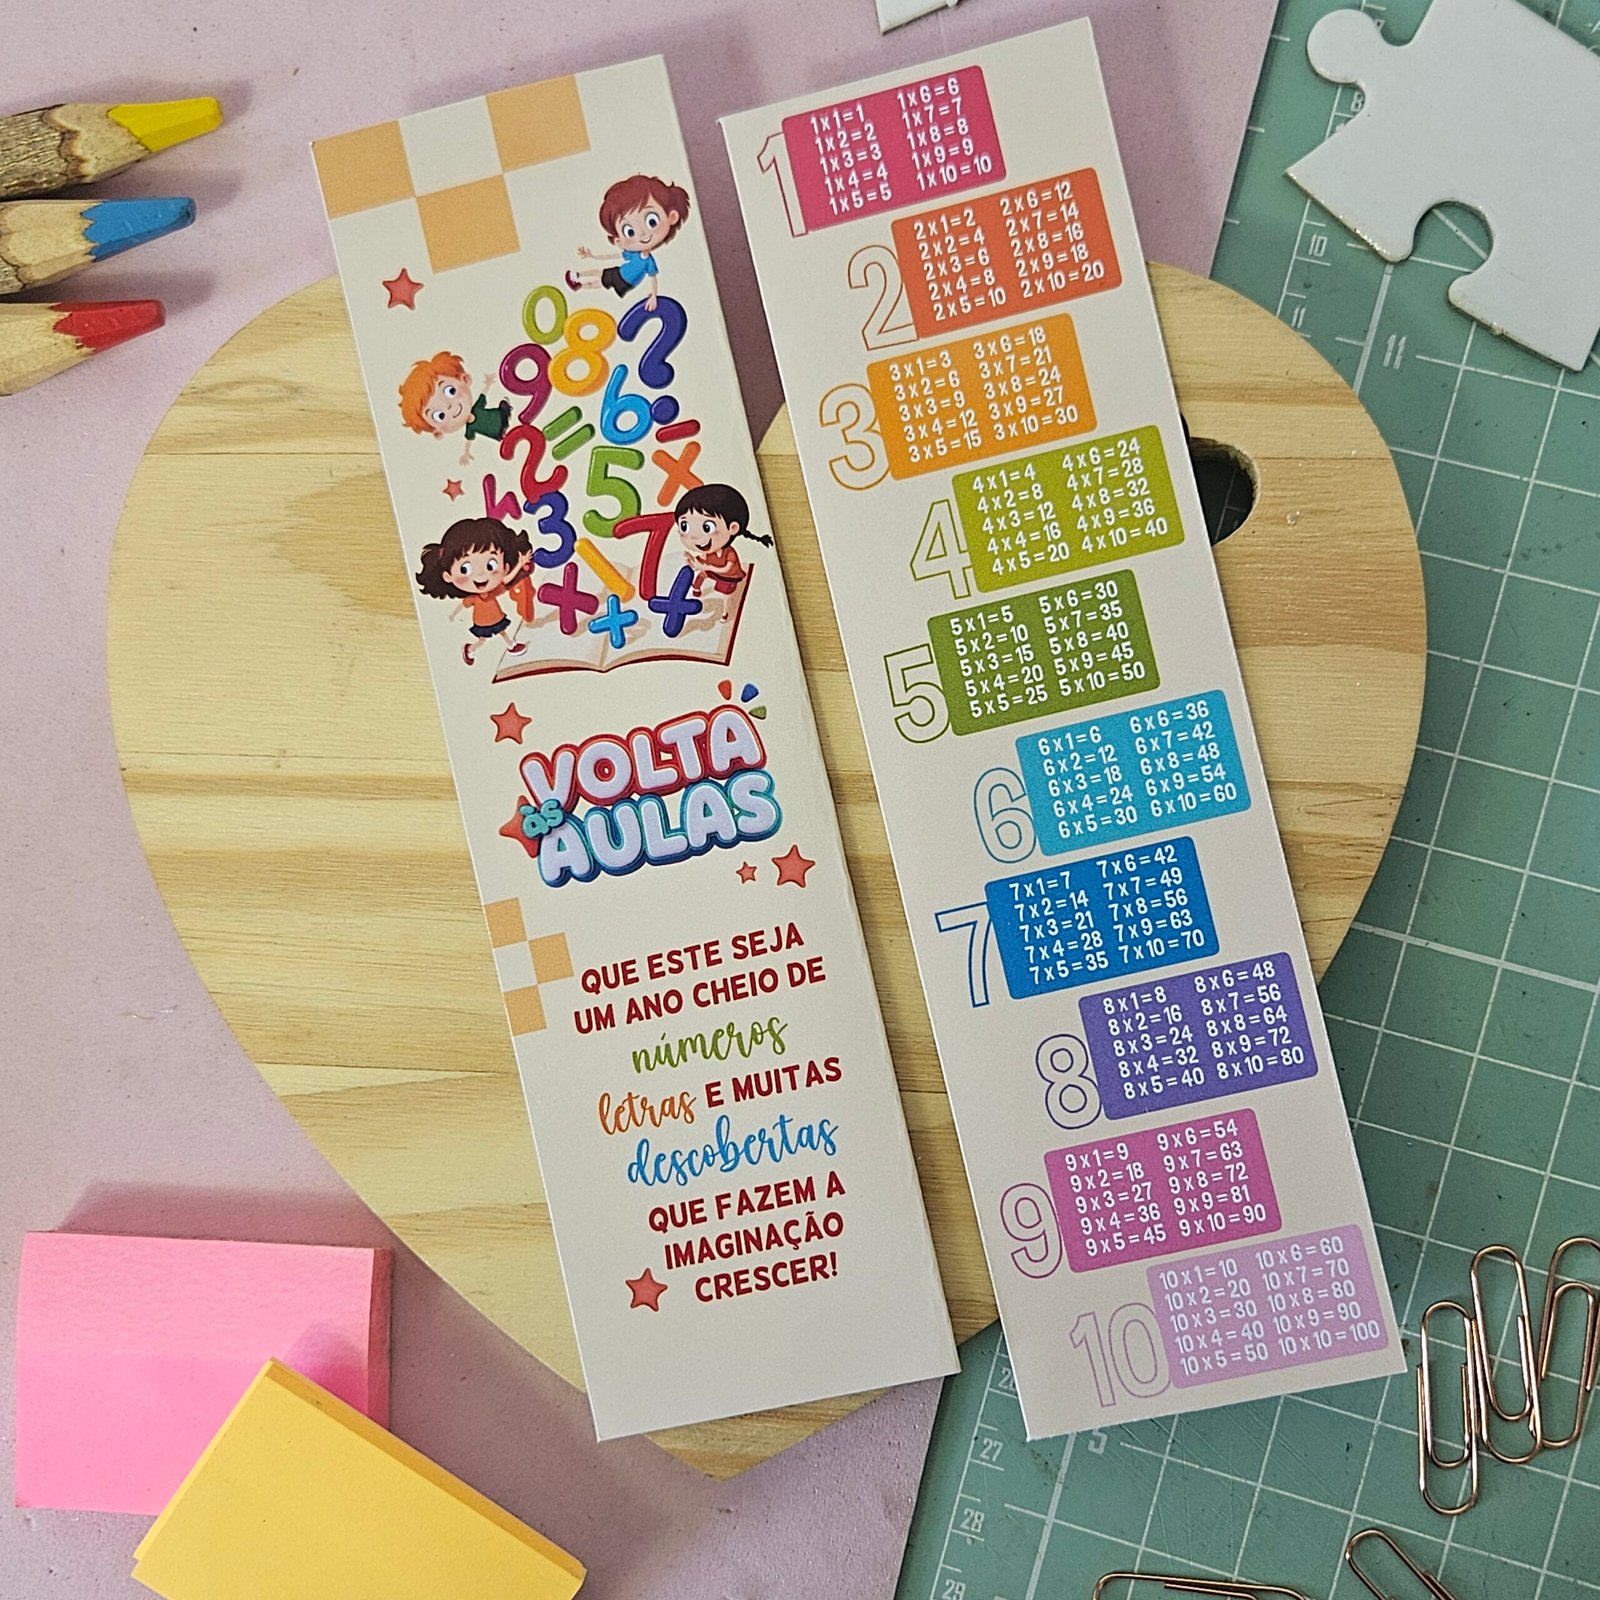 VOLTA
às
AULAS
QUE ESTE SEJA
UM ANO CHEIO DE
números
letras E MUITAS
descobertas
QUE FAZEM A
IMAGINAÇÃO
CRESCER!
1
1x1=1 1x6=6
1x2=2 1x7=7
1x3=3 1x8=8
1x4=4 1x9=9
1x5=5 1x10=10
2
2x1=2 2x6=12
2x2=4 2x7=14
2x3=6 2x8=16
2x4=8 2x9=18
2x5=10 2x10=20
3
3x1=3 3x6=18
3x2=6 3x7=21
3x3=9 3x8=24
3x4=12 3x9=27
3x5=15 3x10=30
4
4x1=4 4x6=24
4x2=8 4x7=28
4x3=12 4x8=32
4x4=16 4x9=36
4x5=20 4x10=40
5
5x1=5 5x6=30
5x2=10 5x7=35
5x3=15 5x8=40
5x4=20 5x9=45
5x5=25 5x10=50
6
6x1=6 6x6=36
6x2=12 6x7=42
6x3=18 6x8=48
6x4=24 6x9=54
6x5=30 6x10=60
7
7x1=7 7x6=42
7x2=14 7x7=49
7x3=21 7x8=56
7x4=28 7x9=63
7x5=35 7x10=70
8
8x1=8 8x6=48
8x2=16 8x7=56
8x3=24 8x8=64
8x4=32 8x9=72
8x5=40 8x10=80
9
9x1=9 9x6=54
9x2=18 9x7=63
9x3=27 9x8=72
9x4=36 9x9=81
9x5=45 9x10=90
10
10x1=10 10x6=60
10x2=20 10x7=70
10x3=30 10x8=80
10x4=40 10x9=90
10x5=50 10x10=100
10
11
11
27
28
29
5